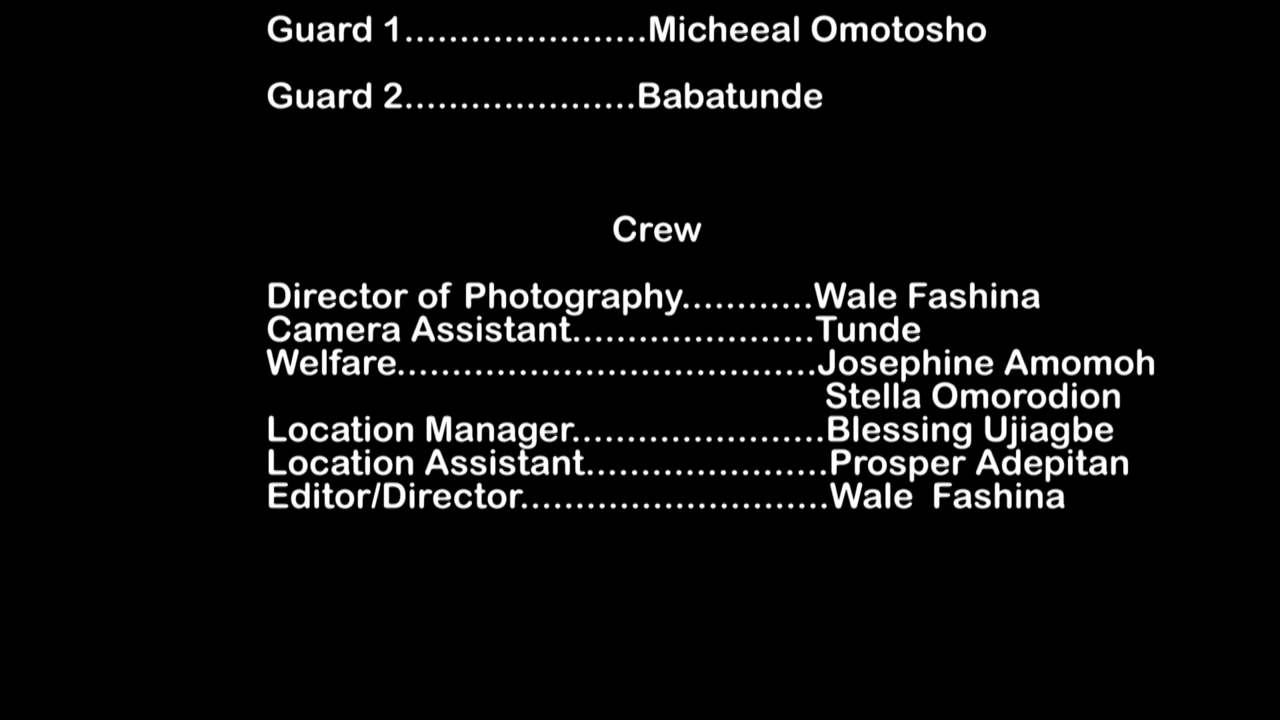 Guard 1......................Micheeal Omotosho
Guard 2.....................Babatunde
Crew
Director of Photography............Wale Fashina
Camera Assistant......................Tunde
Welfare......................................Josephine Amomoh
Stella Omorodion
Location Manager.......................Blessing Ujiagbe
Location Assistant......................Prosper Adepitan
Editor/Director............................Wale  Fashina